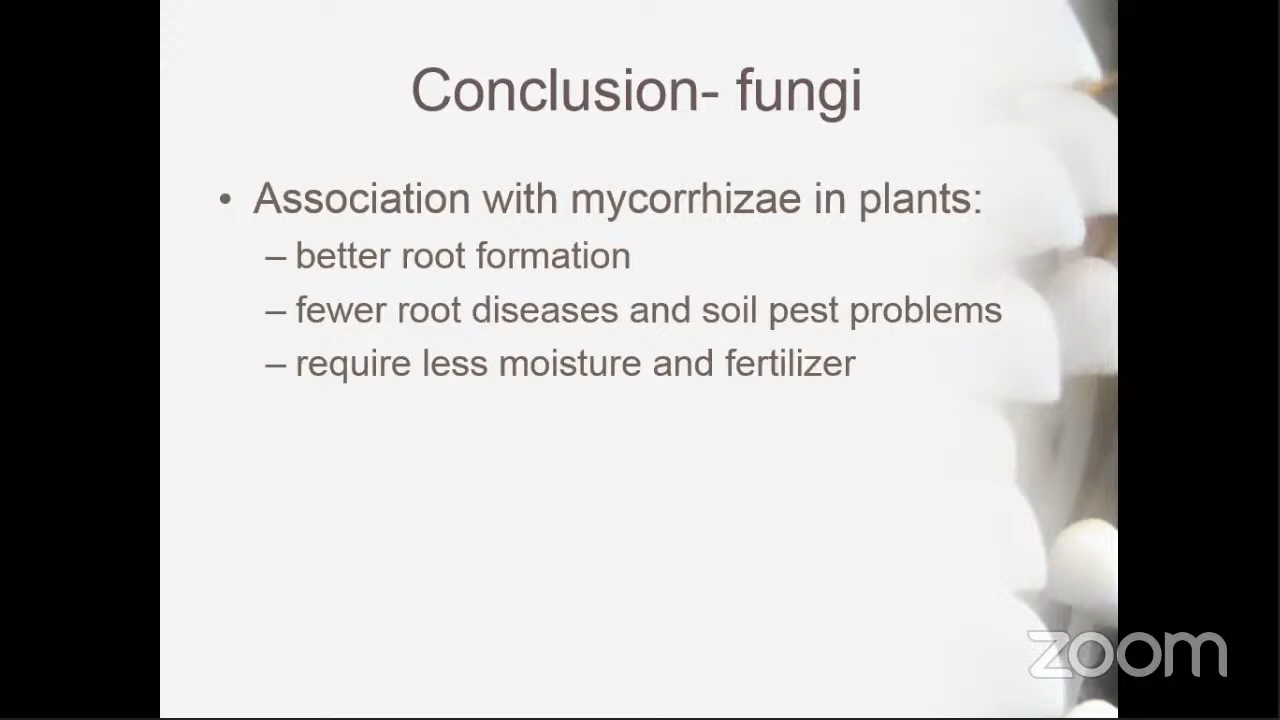 Conclusion- fungi
• Association with mycorrhizae in plants:
– better root formation
– fewer root diseases and soil pest problems
– require less moisture and fertilizer
zoom